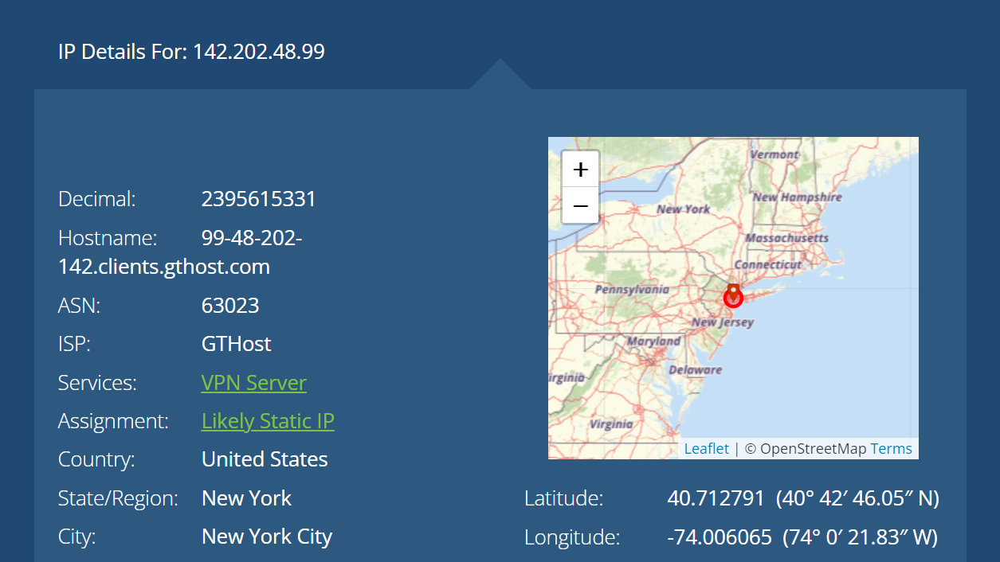 IP Details For: 142.202.48.99
Decimal: 2395615331
Hostname: 99-48-202-
142.clients.gthost.com
ASN: 63023
ISP: GTHost
Services: VPN Server
Assignment: Likely Static IP
Country: United States
State/Region: New York
City: New York City
+
−
Vermont
New Hampshire
New York
Massachusetts
Connecticut
Pennsylvania
New Jersey
Maryland
Delaware
irginia
Virginia
Leaflet | © OpenStreetMap Terms
Latitude: 40.712791 (40° 42′ 46.05″ N)
Longitude: -74.006065 (74° 0′ 21.83″ W)